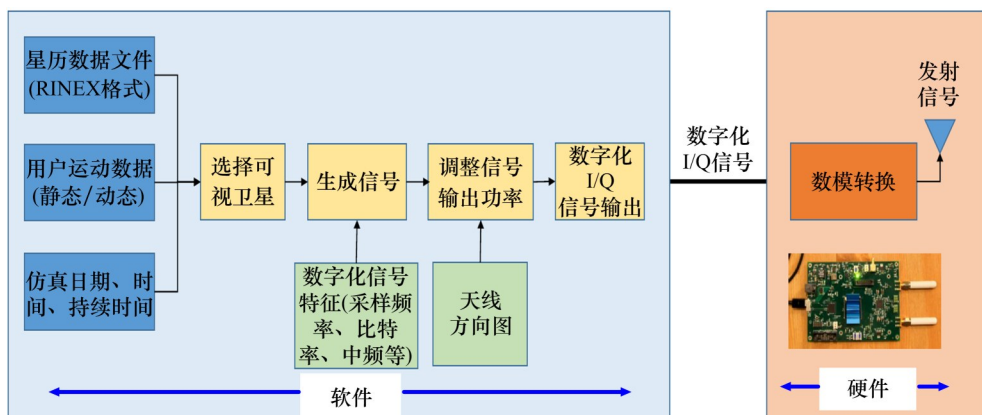 星历数据文件
(RINEX格式)
用户运动数据
(静态/动态)
仿真日期、时
间、持续时间
选择可
视卫星
生成信号
数字化信号
特征(采样频
率、比特
率、中频等)
调整信号
输出功率
天线
方向图
数字化
I/Q
信号输出
软件
数字化
I/Q信号
发射
信号
数模转换
硬件